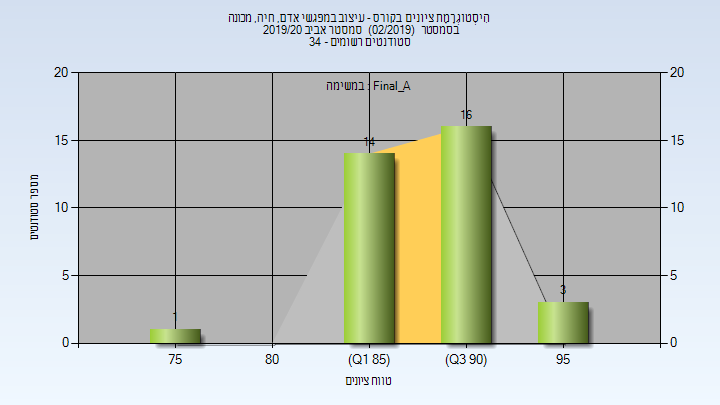 היסטוגרמת ציונים בקורס - עיצוב במפגשי אדם, חיה, מכונה
בסמסטר (02/2019) סמסטר אביב 2019/20
סטודנטים רשומים - 34
במשימה : Final_A
20 20
15 15
10 10
5 5
0 0
14 16
1 3
מספר סטודנטים
75 80 (Q1 85) (Q3 90) 95
טווח ציונים